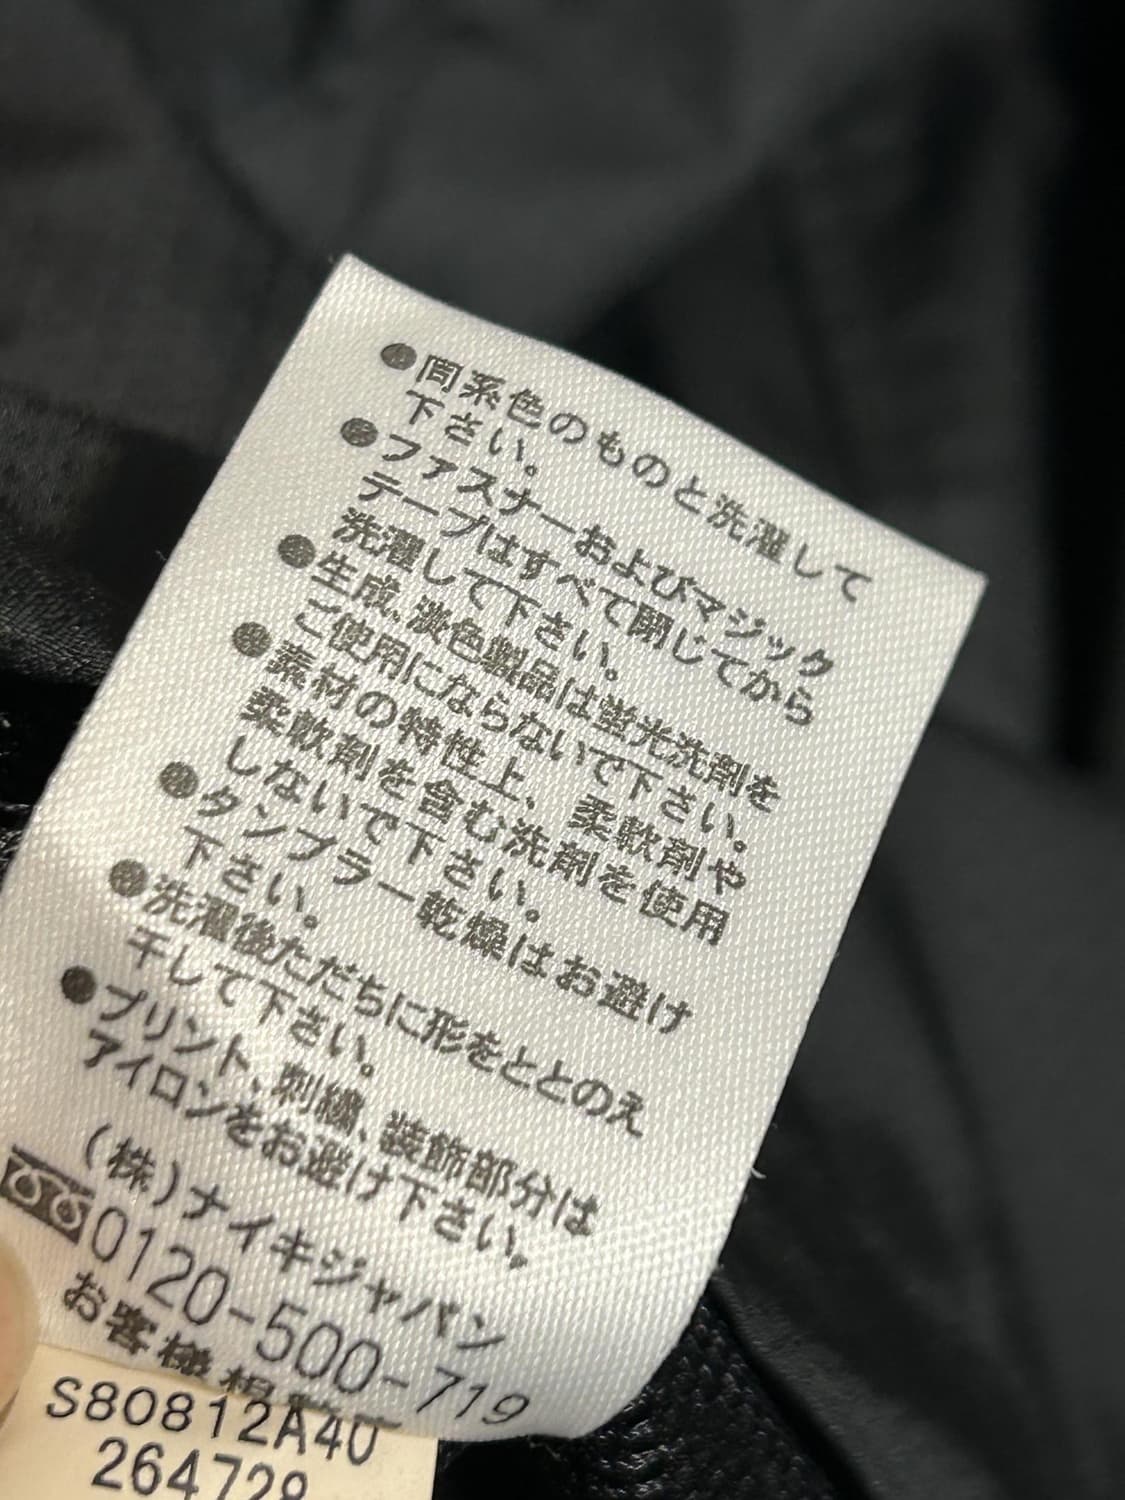 ●同系色のものと洗濯して
下さい。
●ファスナーおよびマジック
テープはすべて閉じてから
洗濯して下さい。
●生成、淡色製品は蛍光洗剤を
ご使用にならないで下さい。
●素材の特性上、柔軟剤や
柔軟剤を含む洗剤を使用
しないで下さい。
●タンブラー乾燥はお避け
下さい。
●洗濯後ただちに形をととのえ
干して下さい。
●プリント、刺繍、装飾部分は
アイロンをお避け下さい。
(株)ナイキジャパン
0120-500-719
お客様相
S80812A40
264728